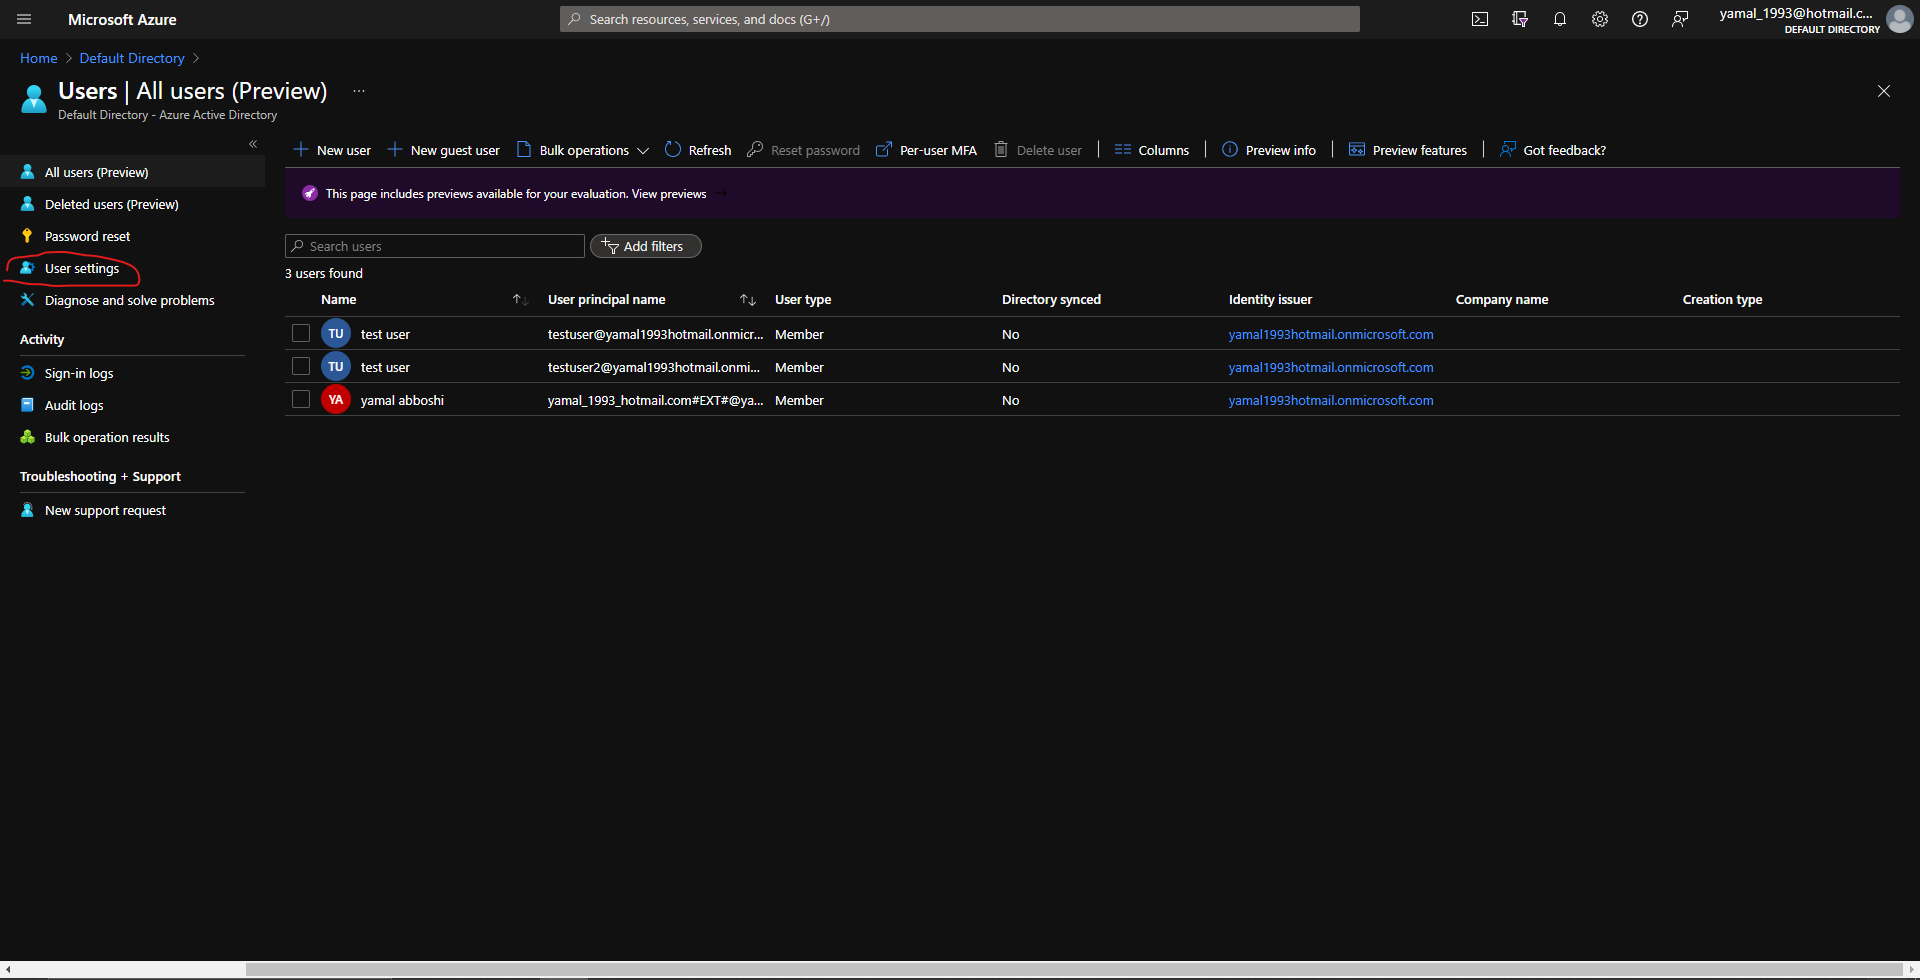 Microsoft Azure
Search resources, services, and docs (G+/)
yamal_1993@hotmail.c...
DEFAULT DIRECTORY
Home > Default Directory >
Users | All users (Preview) ...
Default Directory - Azure Active Directory
«
All users (Preview)
Deleted users (Preview)
Password reset
User settings
Diagnose and solve problems
Activity
Sign-in logs
Audit logs
Bulk operation results
Troubleshooting + Support
New support request
New user New guest user Bulk operations Refresh Reset password Per-user MFA Delete user Columns Preview info Preview features Got feedback?
This page includes previews available for your evaluation. View previews →
Search users
Add filters
3 users found
Name User principal name User type Directory synced Identity issuer Company name Creation type
TU test user testuser@yamal1993hotmail.onmicr... Member No yamal1993hotmail.onmicrosoft.com
TU test user testuser2@yamal1993hotmail.onmi... Member No yamal1993hotmail.onmicrosoft.com
YA yamal abboshi yamal_1993_hotmail.com#EXT#@ya... Member No yamal1993hotmail.onmicrosoft.com